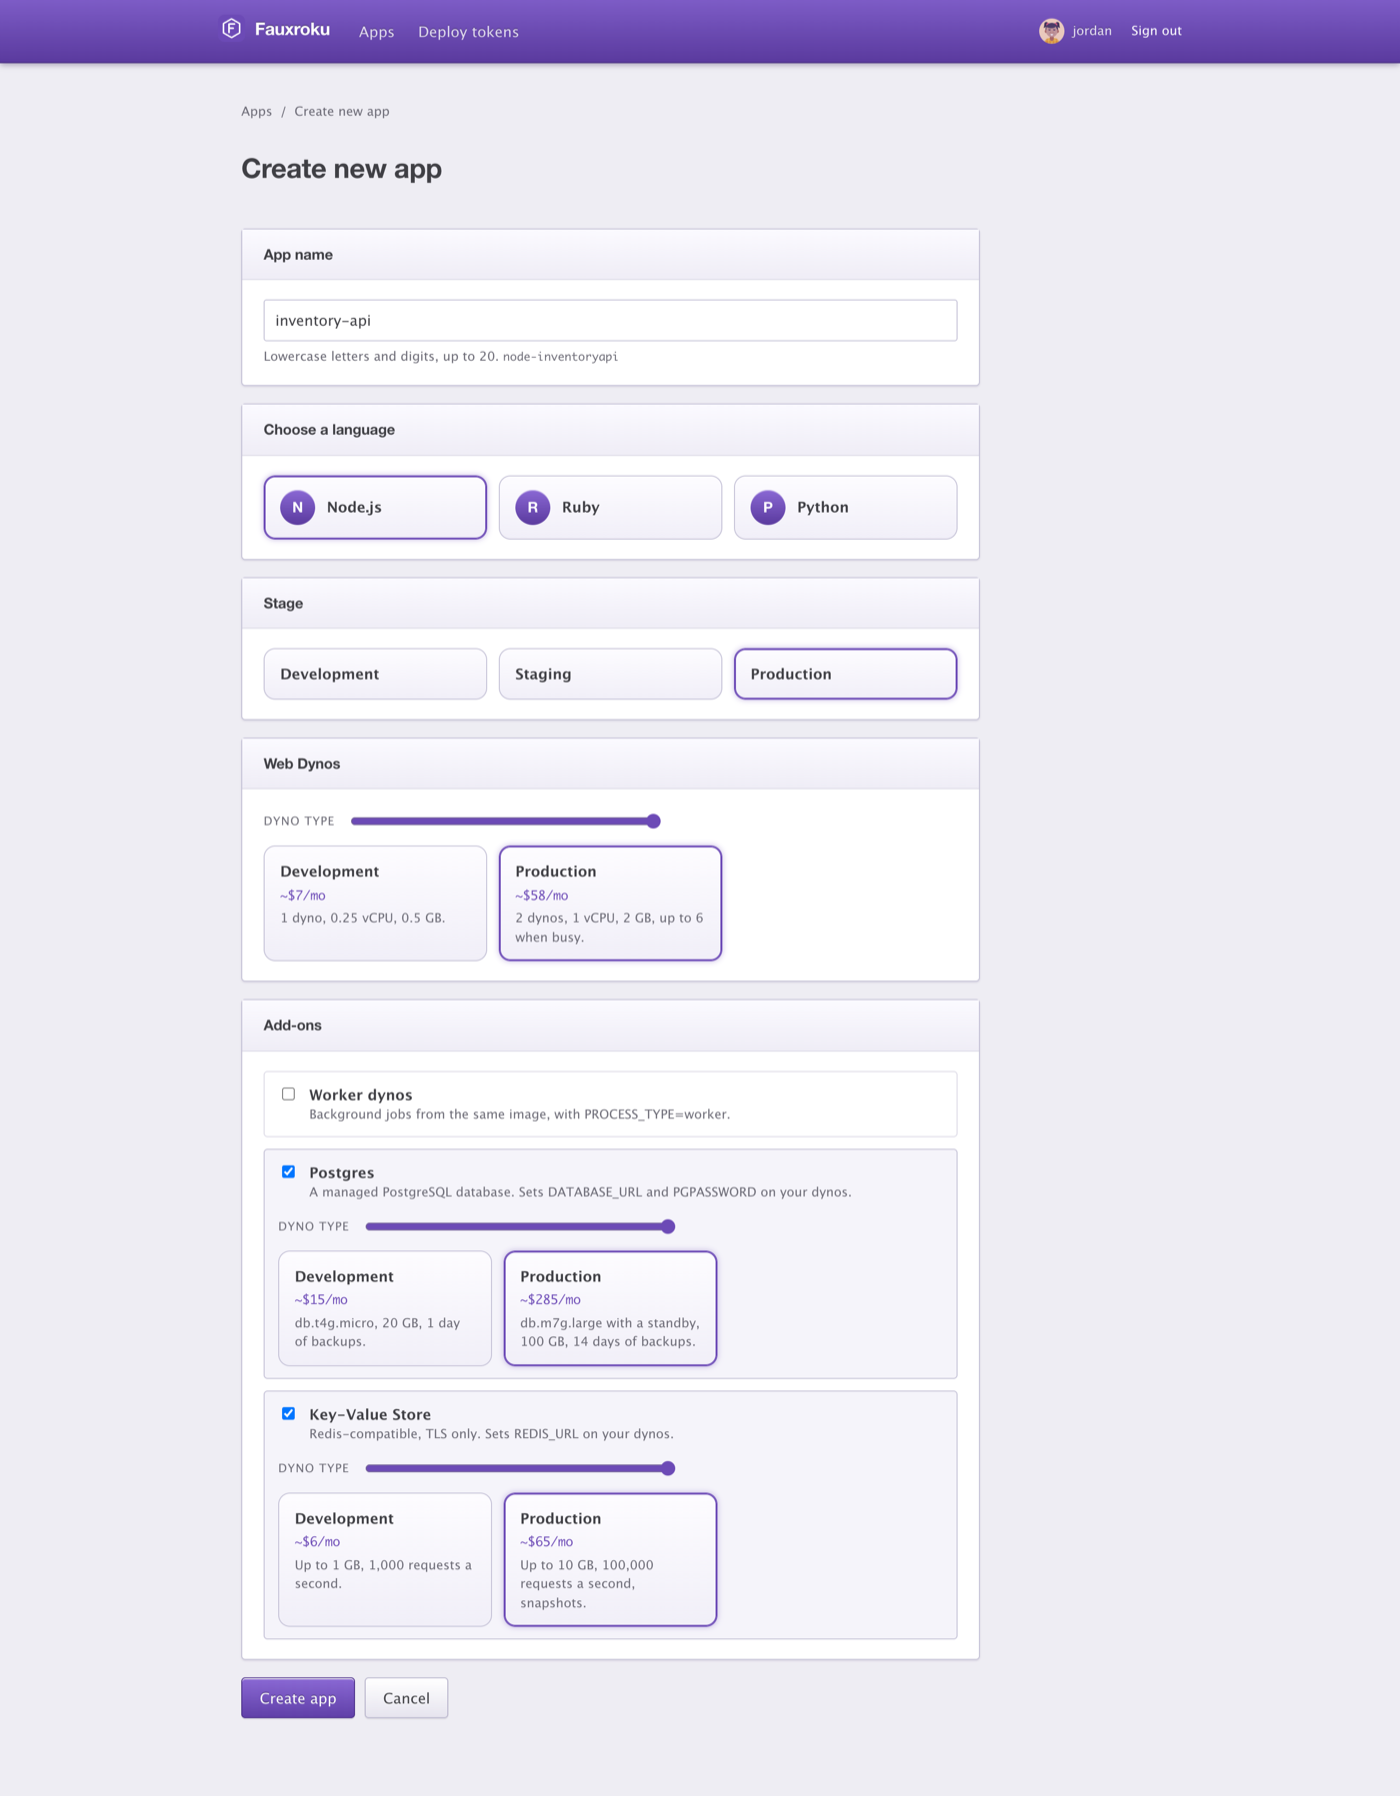 Fauxroku
Apps
Deploy tokens
jordan
Sign out
Apps / Create new app
Create new app
App name
inventory-api
Lowercase letters and digits, up to 20. node-inventoryapi
Choose a language
N Node.js
R Ruby
P Python
Stage
Development
Staging
Production
Web Dynos
DYNO TYPE
Development
~$7/mo
1 dyno, 0.25 vCPU, 0.5 GB.
Production
~$58/mo
2 dynos, 1 vCPU, 2 GB, up to 6
when busy.
Add-ons
Worker dynos
Background jobs from the same image, with PROCESS_TYPE=worker.
Postgres
A managed PostgreSQL database. Sets DATABASE_URL and PGPASSWORD on your dynos.
DYNO TYPE
Development
~$15/mo
db.t4g.micro, 20 GB, 1 day
of backups.
Production
~$285/mo
db.m7g.large with a standby,
100 GB, 14 days of backups.
Key-Value Store
Redis-compatible, TLS only. Sets REDIS_URL on your dynos.
DYNO TYPE
Development
~$6/mo
Up to 1 GB, 1,000 requests a
second.
Production
~$65/mo
Up to 10 GB, 100,000
requests a second,
snapshots.
Create app
Cancel